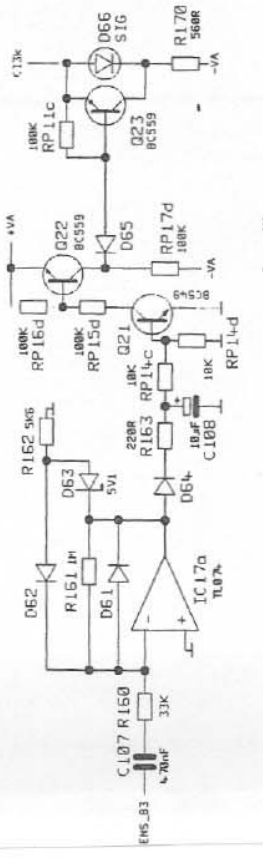 ENS_B3
C107
470nF
R160
33K
D62
R161 1M
D61
IC17a
TL074
-
+
R162 5K6
D63
5V1
D64
R163
220R
C108
10uF
+
RP14c
10K
RP14d
10K
Q21
BC549
RP15d
100K
RP16d
100K
+VA
Q22
BC559
D65
RP17d
100K
-VA
RP11c
100K
Q23
BC559
D66
SIG
R170
560R
-VA